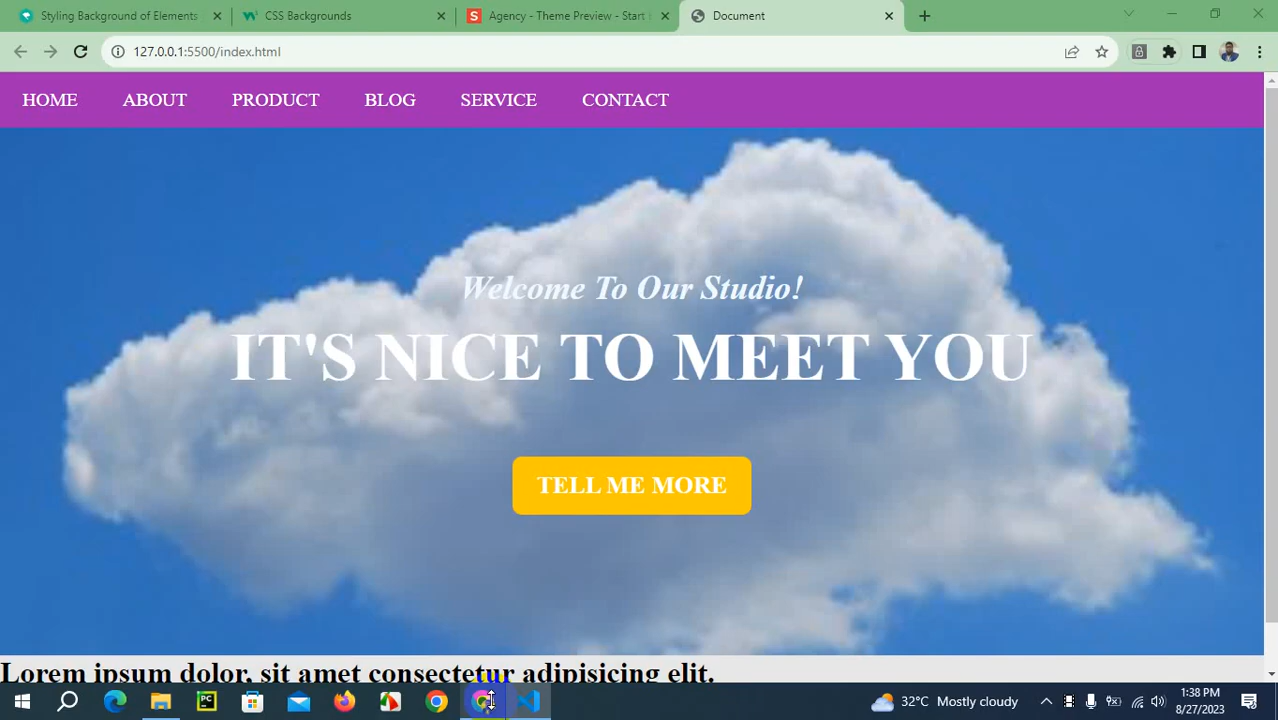 Styling Background of Elements
CSS Backgrounds
Agency - Theme Preview - Start
Document
127.0.0.1:5500/index.html
HOME ABOUT PRODUCT BLOG SERVICE CONTACT
Welcome To Our Studio!
IT'S NICE TO MEET YOU
TELL ME MORE
Lorem ipsum dolor, sit amet consectetur adipisicing elit.
32°C Mostly cloudy
1:38 PM
8/27/2023